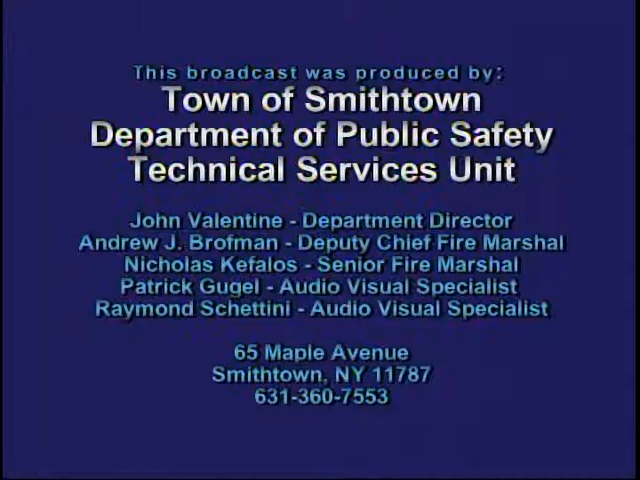 This broadcast was produced by:
Town of Smithtown
Department of Public Safety
Technical Services Unit
John Valentine - Department Director
Andrew J. Brofman - Deputy Chief Fire Marshal
Nicholas Kefalos - Senior Fire Marshal
Patrick Gugel - Audio Visual Specialist
Raymond Schettini - Audio Visual Specialist
65 Maple Avenue
Smithtown, NY 11787
631-360-7553